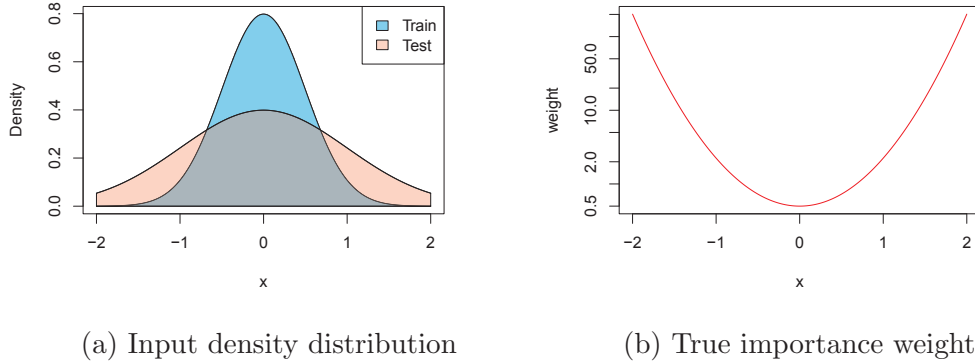 Train
Test
Density
0.0
0.2
0.4
0.6
0.8
−2
−1
0
1
2
x
(a) Input density distribution
weight
0.5
2.0
10.0
50.0
−2
−1
0
1
2
x
(b) True importance weight